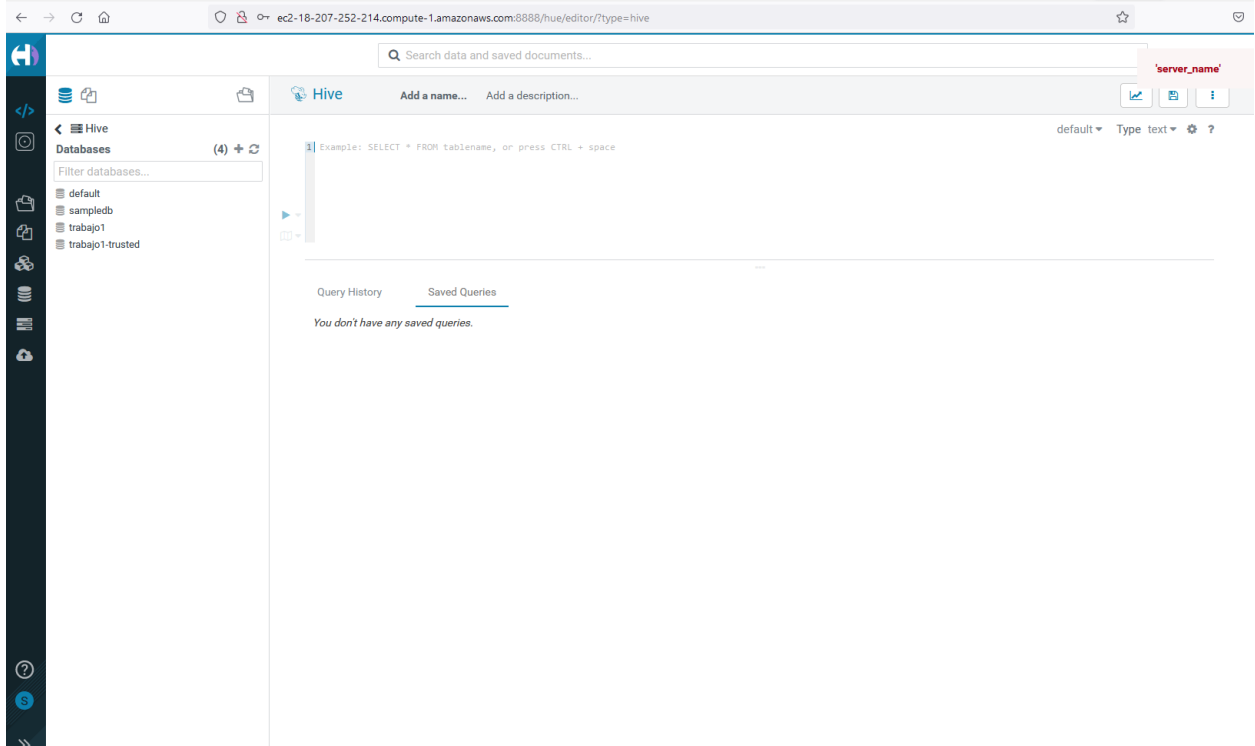 ec2-18-207-252-214.compute-1.amazonaws.com:8888/hue/editor/?type=hive
Search data and saved documents...
'server_name'
Hive
Add a name...
Add a description...
Hive
Databases (4)
Filter databases...
default
sampledb
trabajo1
trabajo1-trusted
default Type text ?
1 Example: SELECT * FROM tablename, or press CTRL + space
Query History Saved Queries
You don't have any saved queries.
S